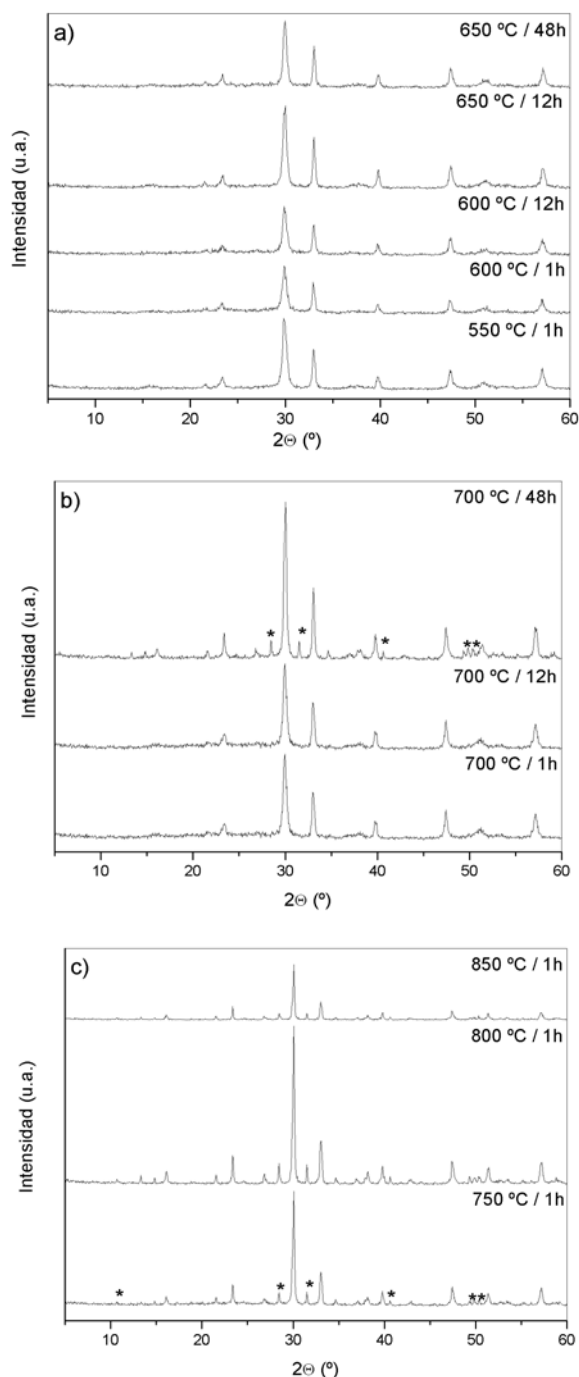 a)
650 ºC / 48h
650 ºC / 12h
600 ºC / 12h
600 ºC / 1h
550 ºC / 1h
Intensidad (u.a.)
10 20 30 40 50 60
2Θ (º)
b)
700 ºC / 48h
* * * * *
700 ºC / 12h
700 ºC / 1h
Intensidad (u.a.)
10 20 30 40 50 60
2Θ (º)
c)
850 ºC / 1h
800 ºC / 1h
750 ºC / 1h
* * * * * *
Intensidad (u.a.)
10 20 30 40 50 60
2Θ (º)